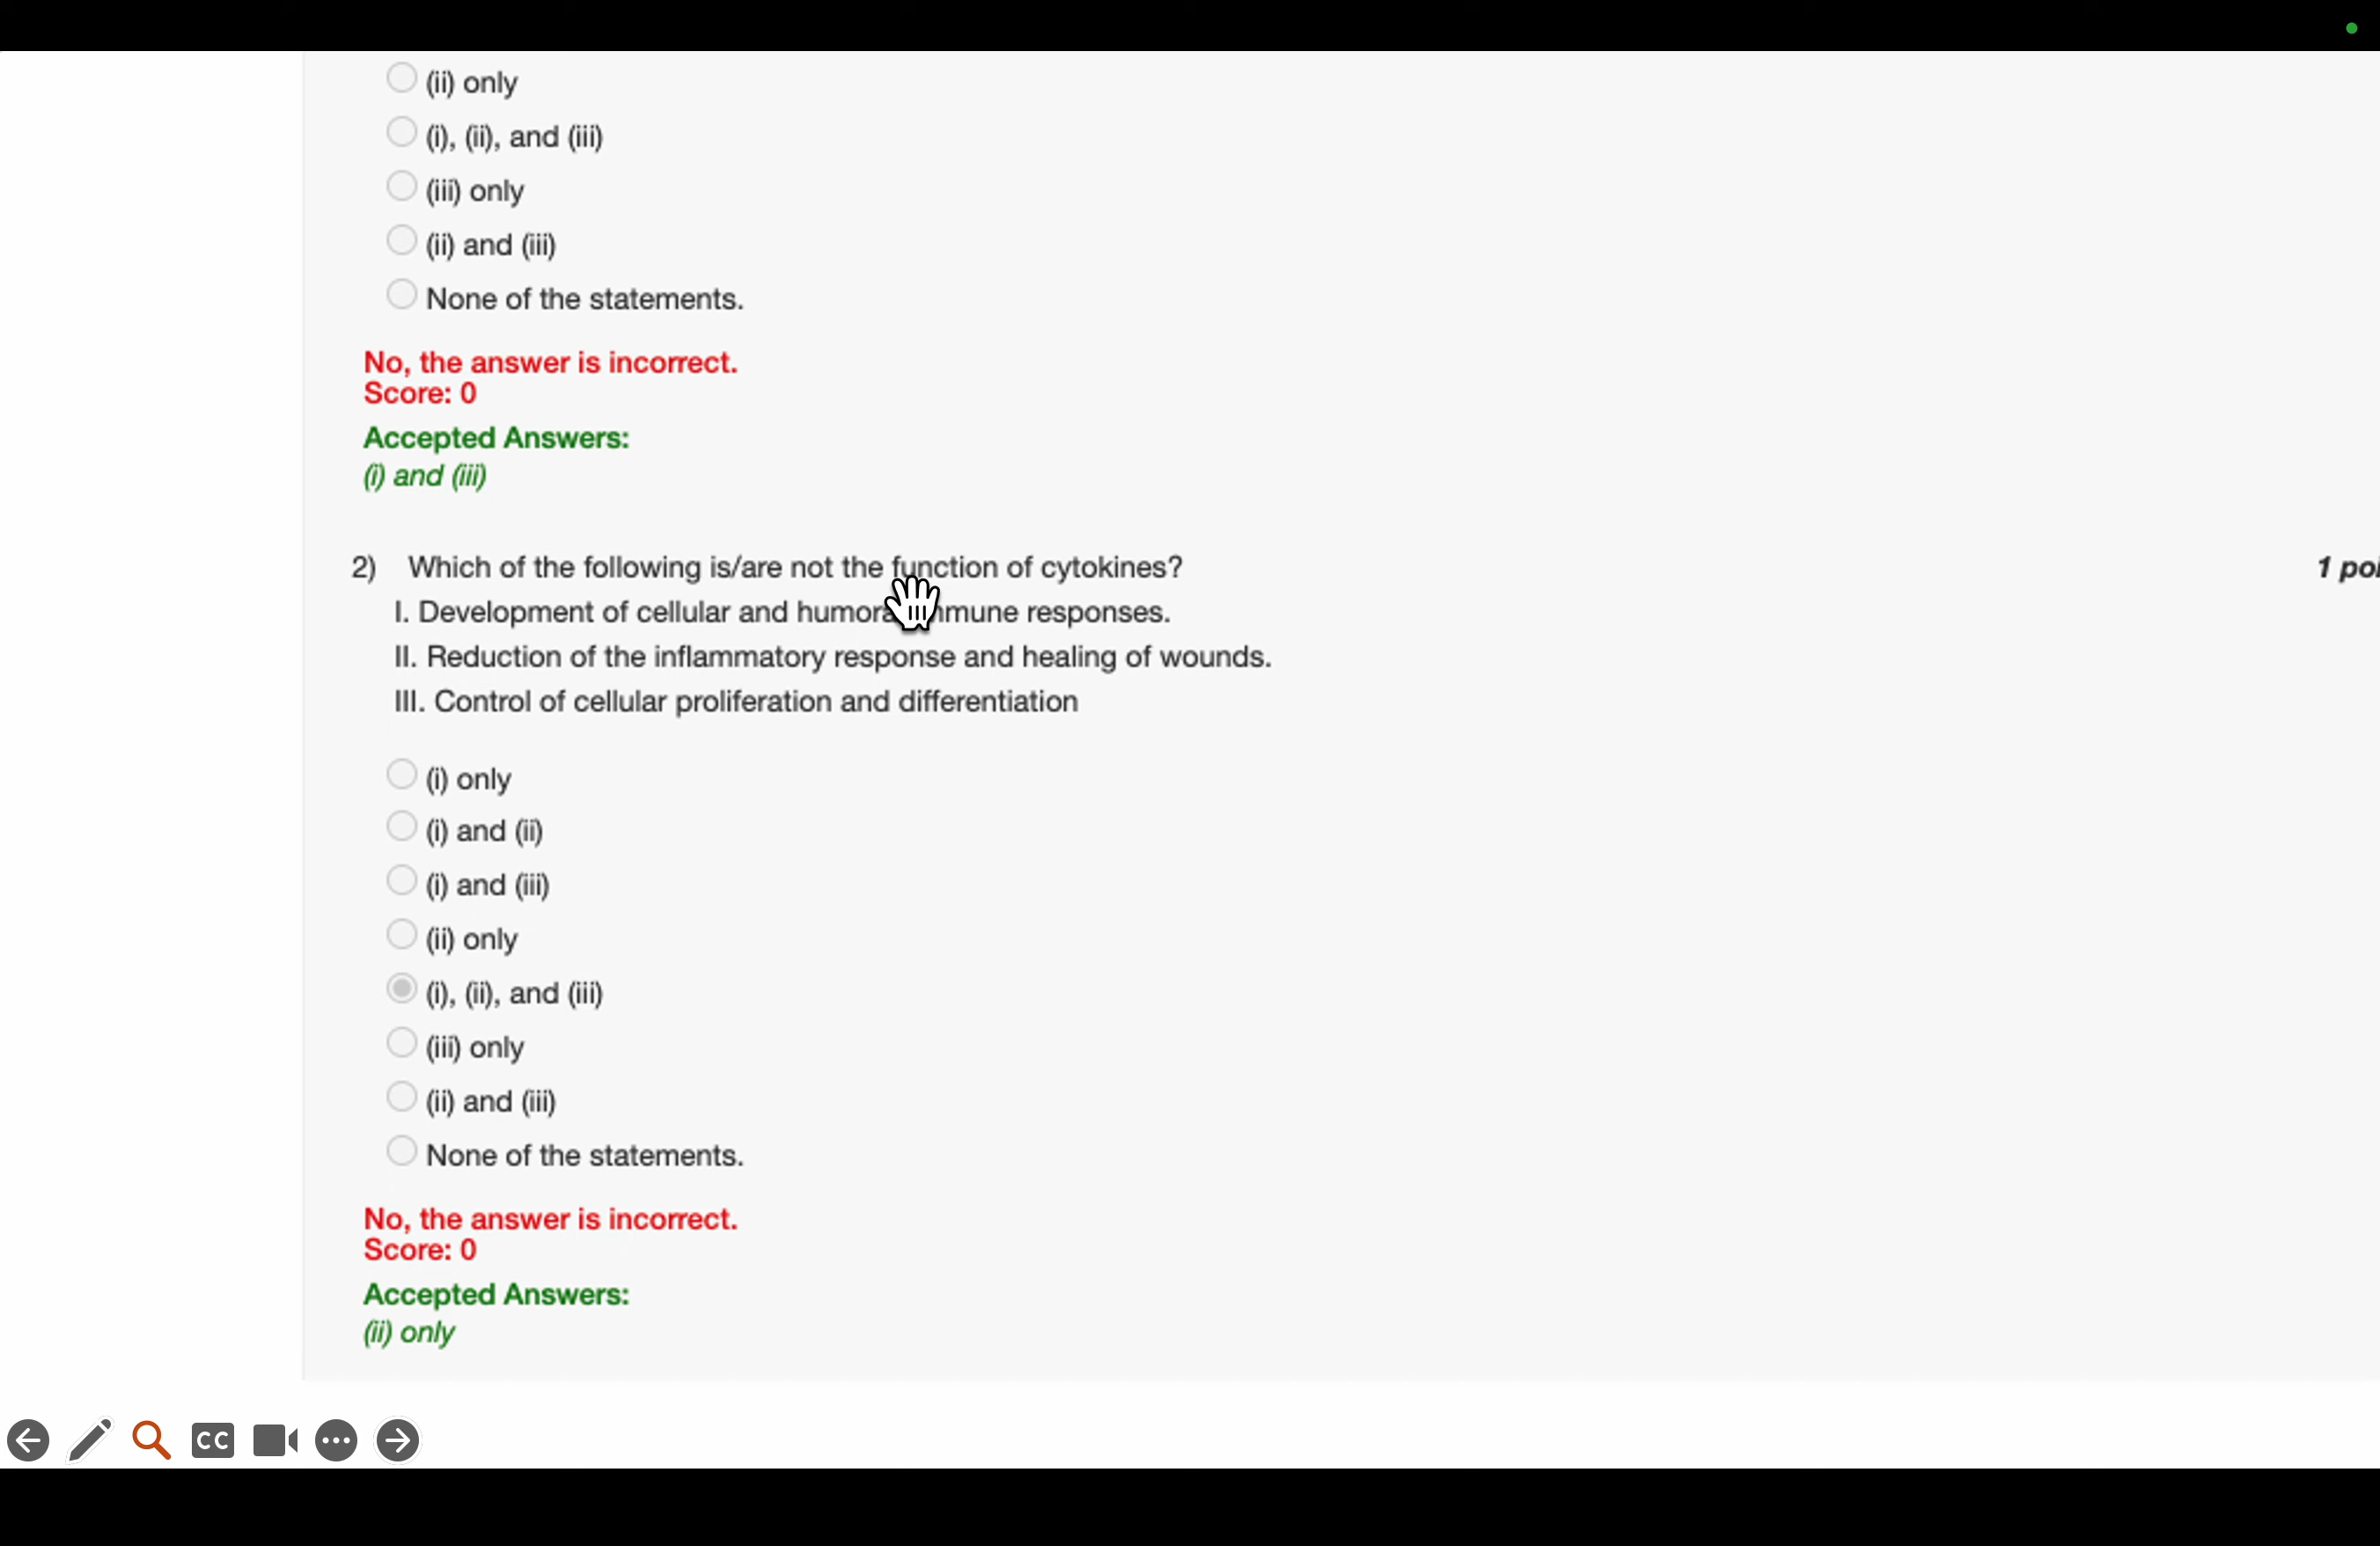 (ii) only
(i), (ii), and (iii)
(iii) only
(ii) and (iii)
None of the statements.
No, the answer is incorrect.
Score: 0
Accepted Answers:
(i) and (iii)
2) Which of the following is/are not the function of cytokines? 1 poi
I. Development of cellular and humora mune responses.
II. Reduction of the inflammatory response and healing of wounds.
III. Control of cellular proliferation and differentiation
(i) only
(i) and (ii)
(i) and (iii)
(ii) only
(i), (ii), and (iii)
(iii) only
(ii) and (iii)
None of the statements.
No, the answer is incorrect.
Score: 0
Accepted Answers:
(ii) only
CC